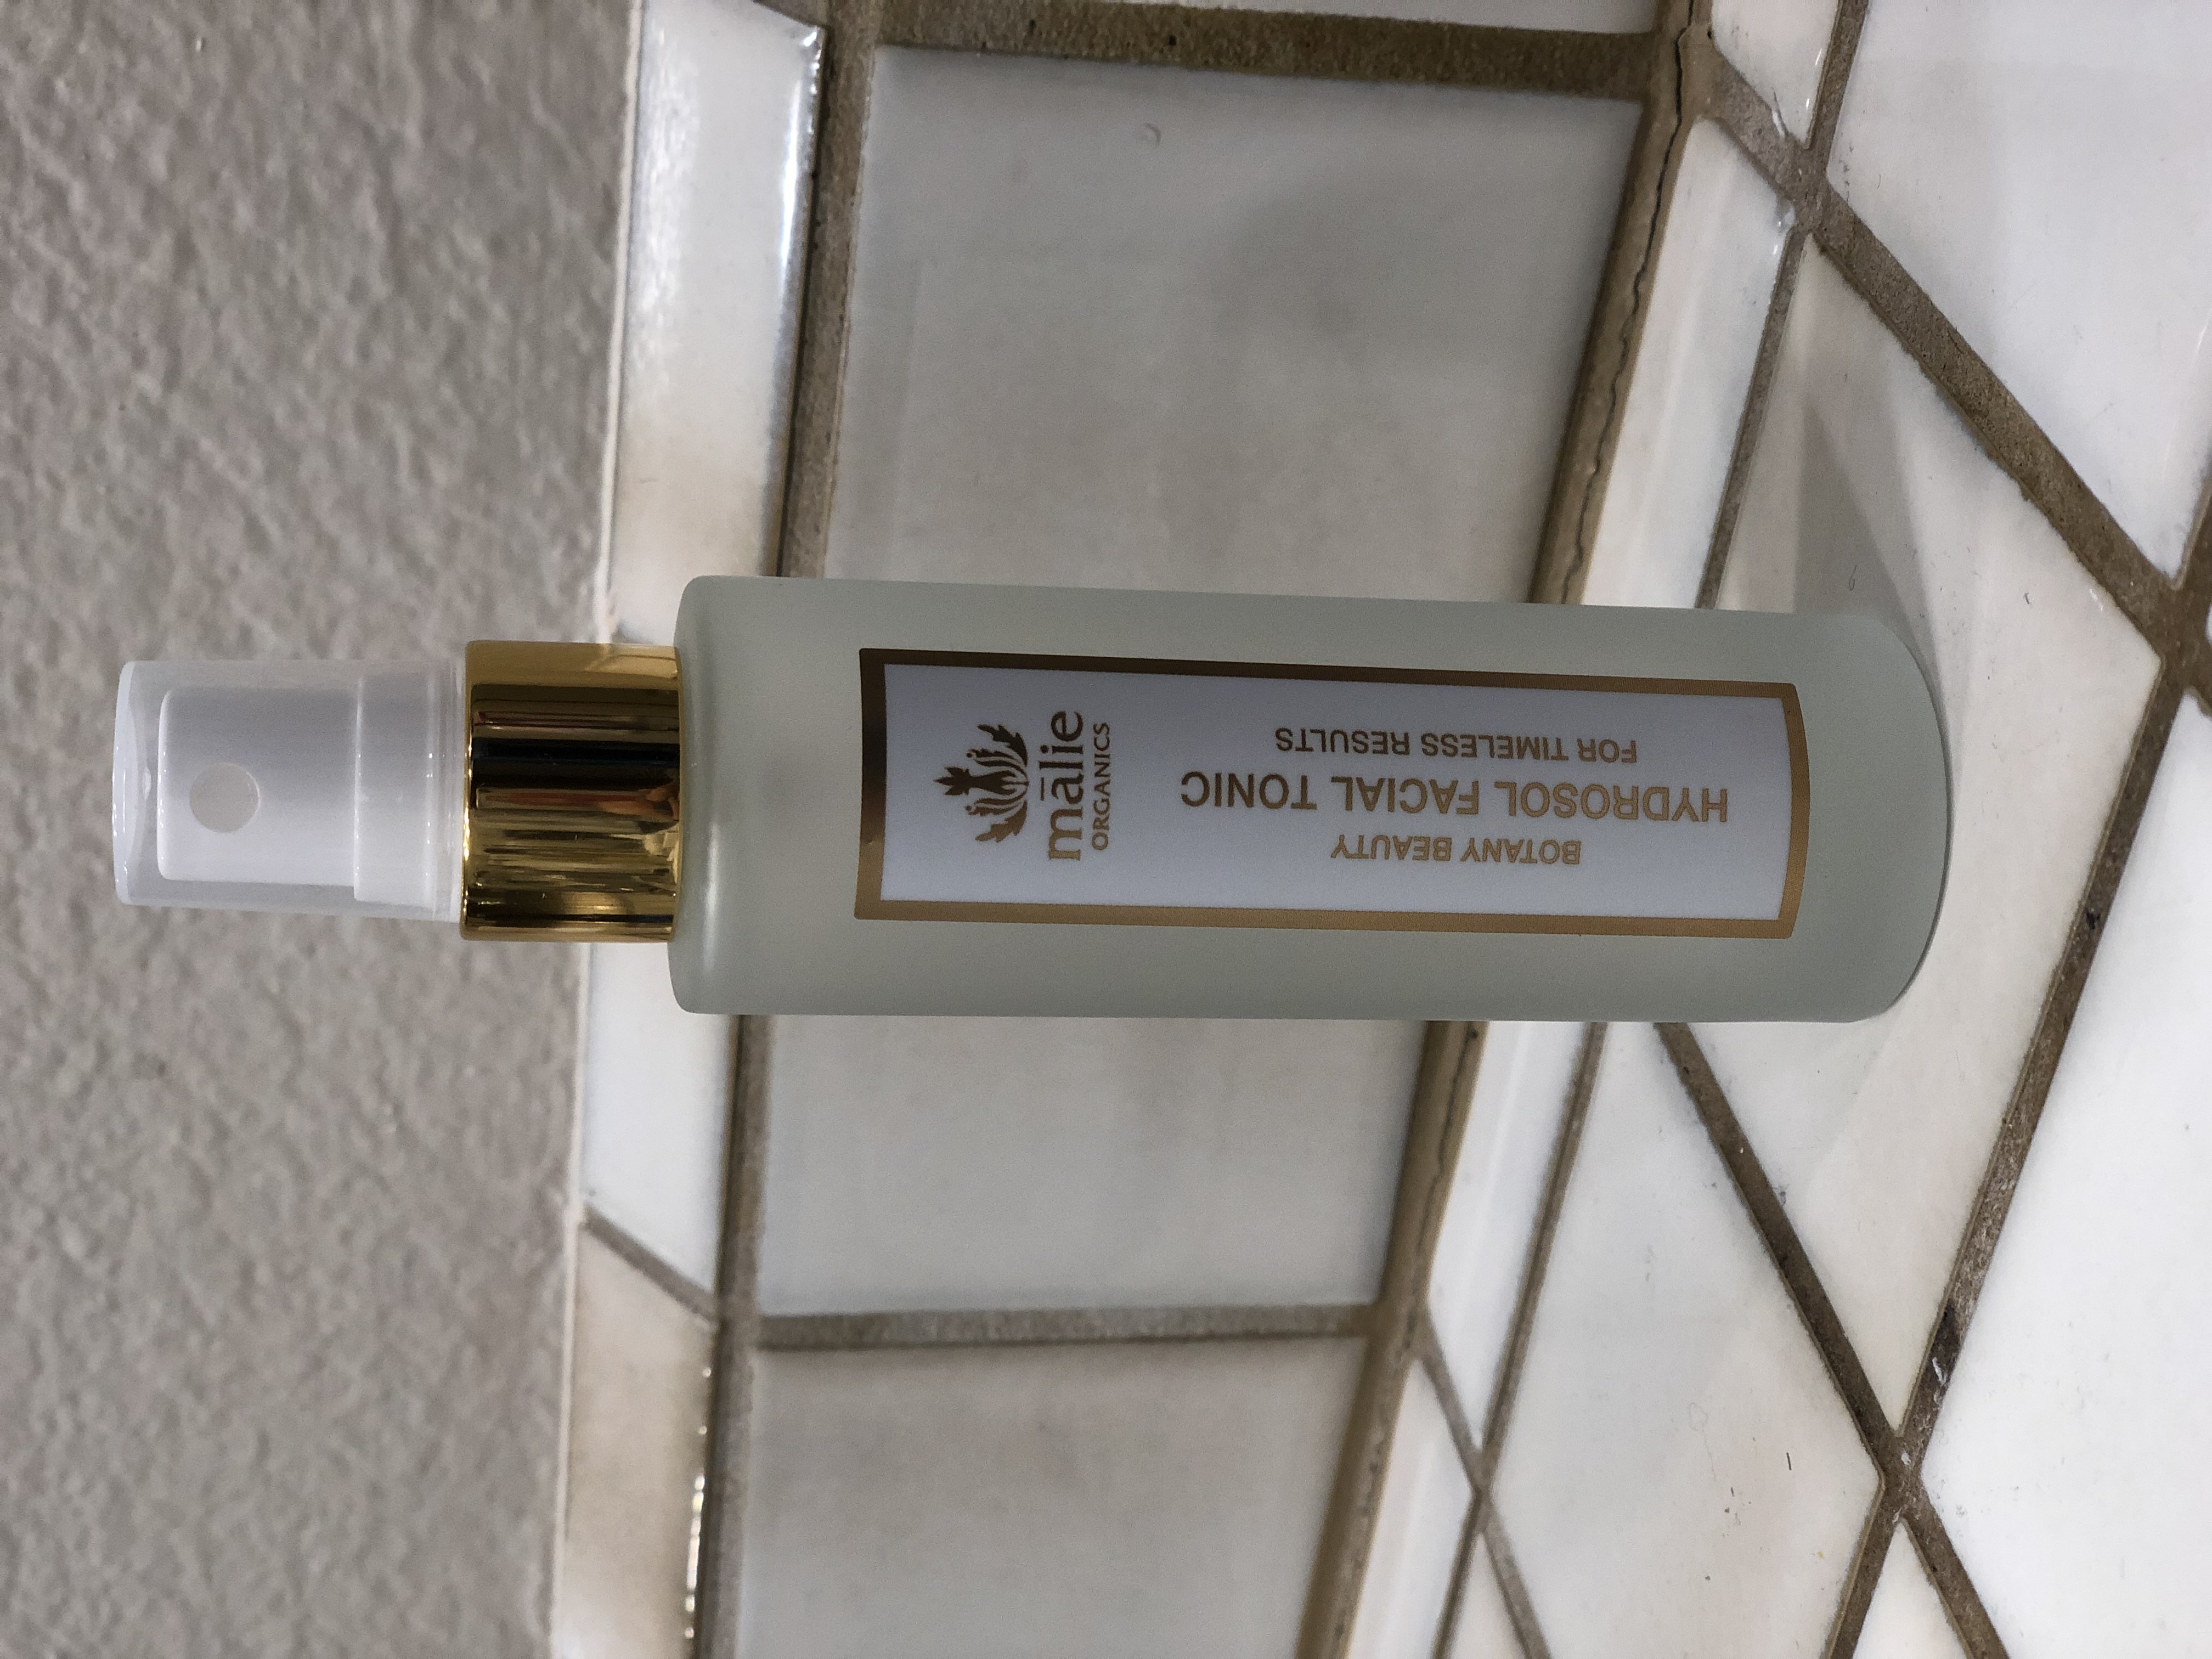 mālie
ORGANICS
BOTANY BEAUTY
HYDROSOL FACIAL TONIC
FOR TIMELESS RESULTS